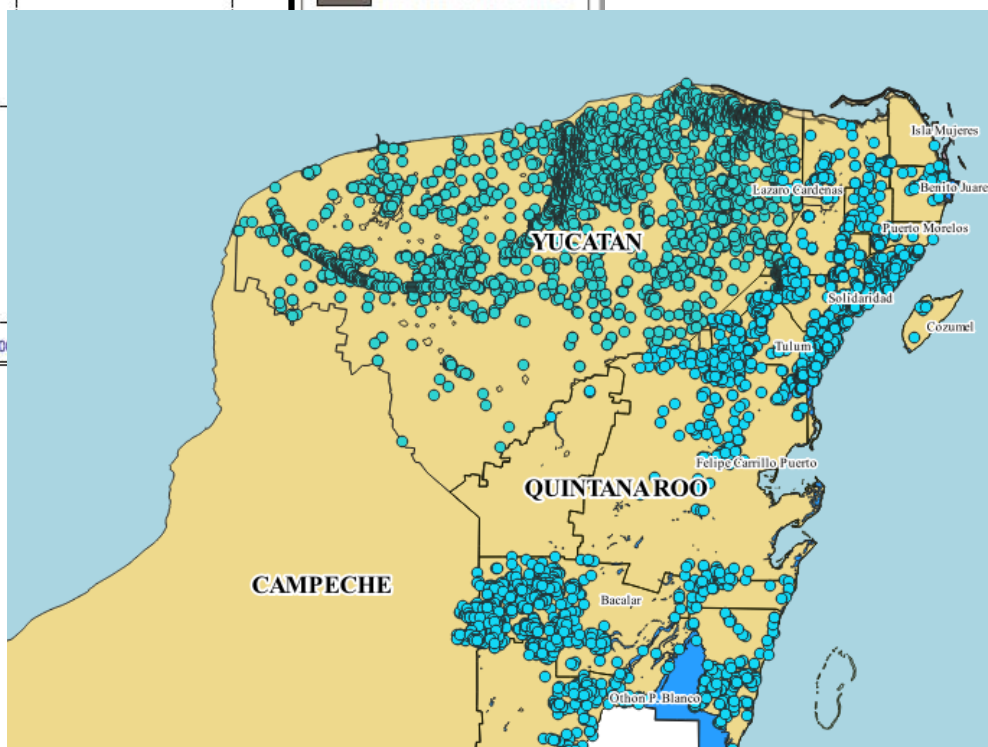 Isla Mujeres
Lazaro Cardenas
Benito Juare
Puerto Morelos
YUCATAN
Solidaridad
Cozumel
Tulum
Felipe Carrillo Puerto
QUINTANA ROO
CAMPECHE
Bacalar
Othon P. Blanco